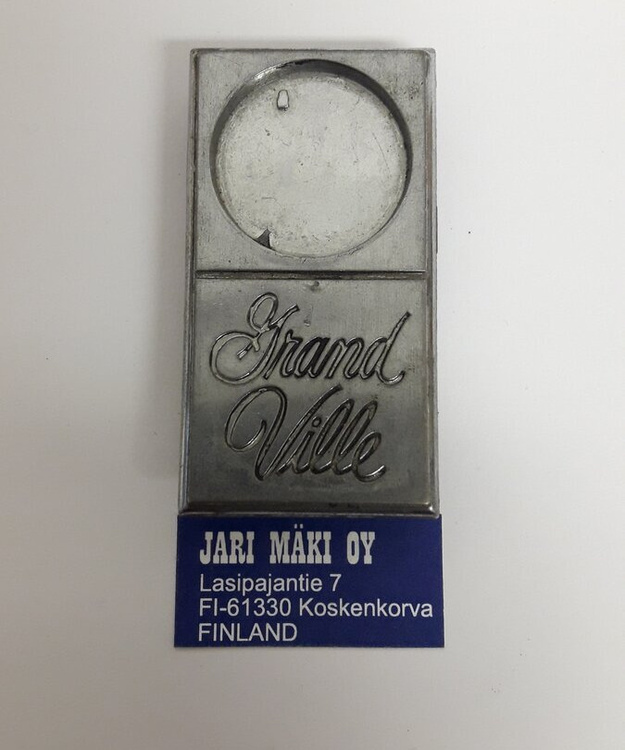 Grand
Ville
JARI MÄKI OY
Lasipajantie 7
FI-61330 Koskenkorva
FINLAND